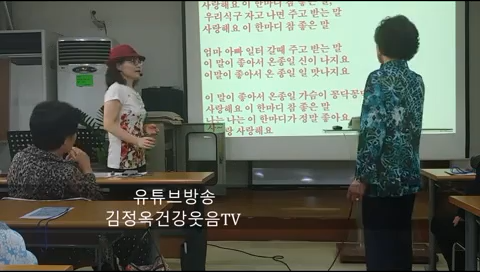 사랑해요 이 한마디 참 좋은 말,
우리식구 자고 나면 주고 받는 말
사랑해요 이 한마디 참 좋은 말
엄마 아빠 일터 갈때 주고 받는 말
이 말이 좋아서 온종일 신이 나지요
이말이 좋아서 온 종일 일 맛나지요
이 말이 좋아서 온 종일 가슴이 콩닥콩닥
사랑해요 이 한마디 참 좋은 말
나는 나는 이 한마디가 정말 좋아요
사랑 사랑해요
유튜브방송
김정옥건강웃음TV